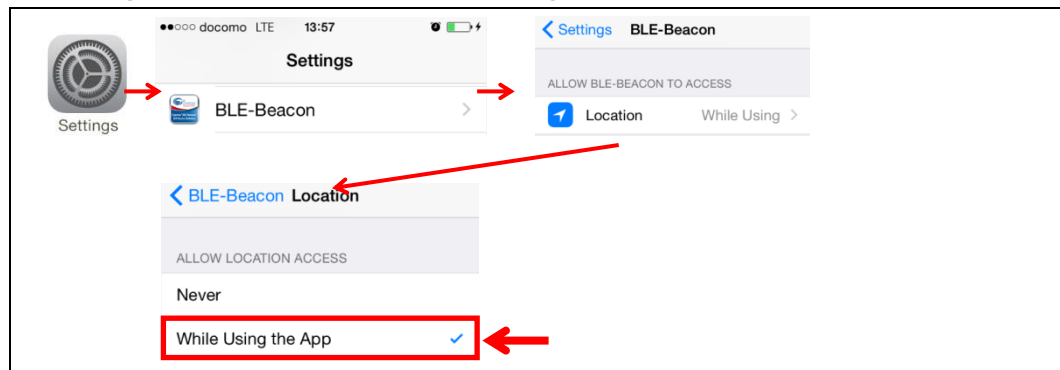 docomo LTE 13:57
Settings
BLE-Beacon
Settings
Settings BLE-Beacon
ALLOW BLE-BEACON TO ACCESS
Location While Using
BLE-Beacon Location
ALLOW LOCATION ACCESS
Never
While Using the App